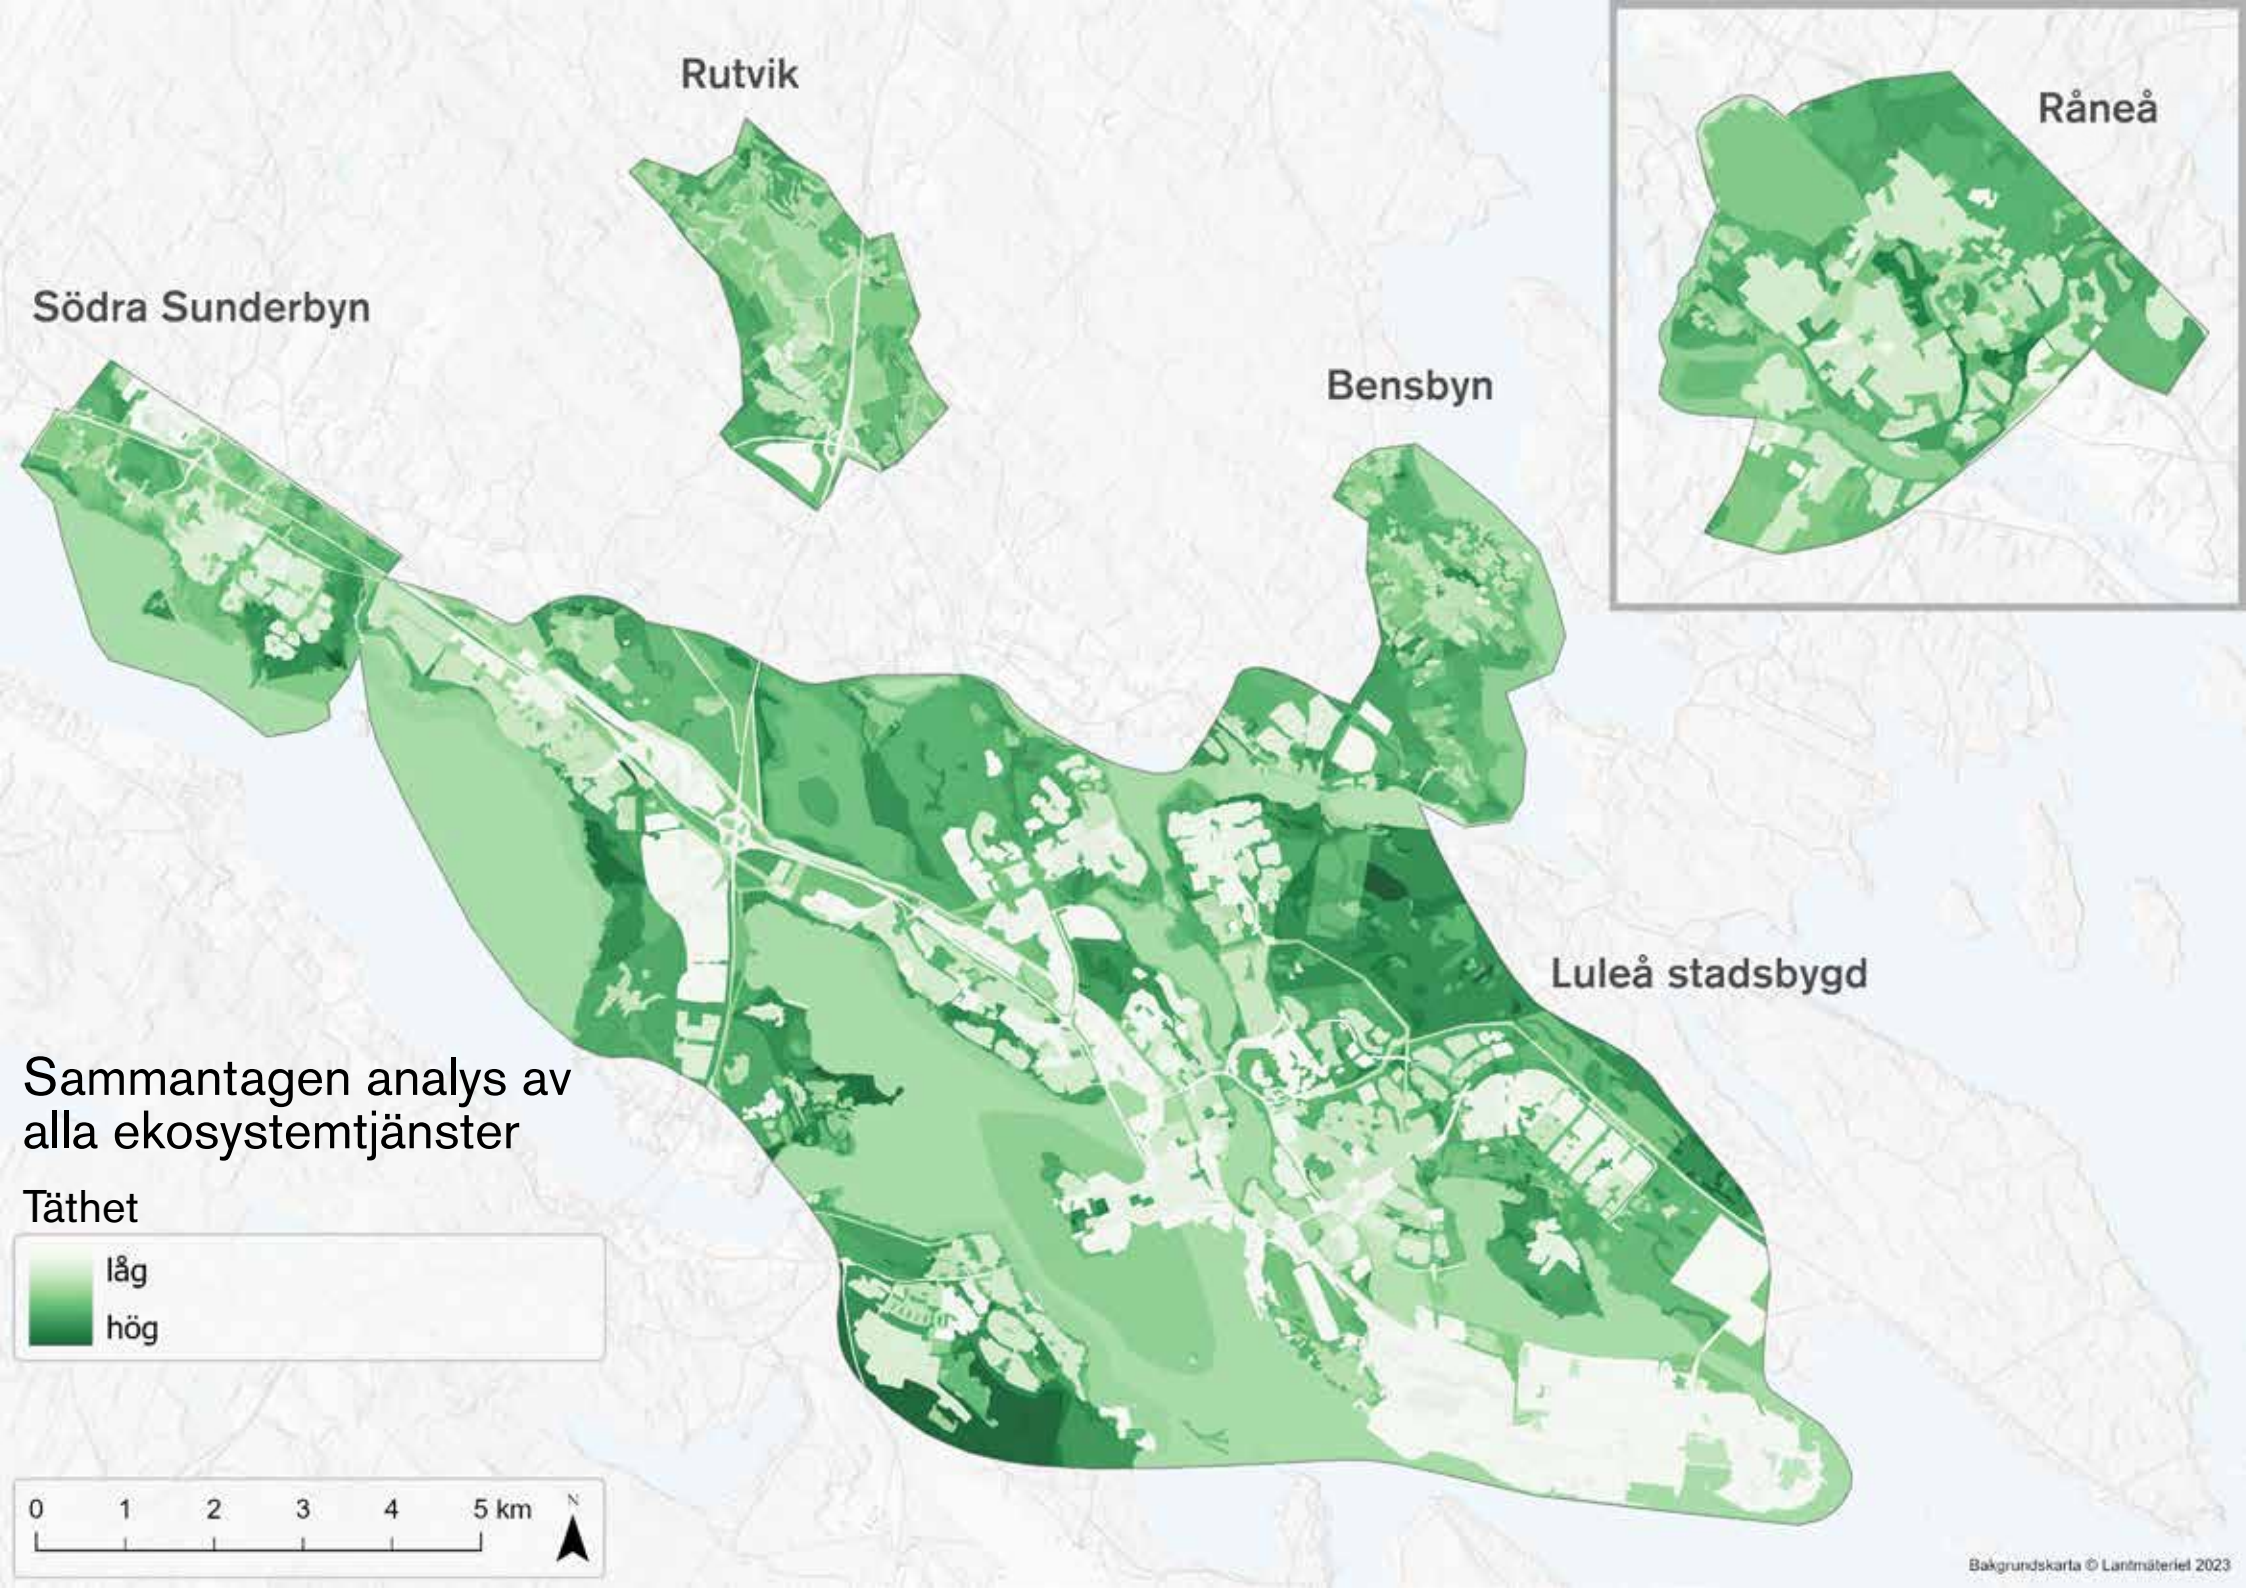 Rutvik
Råneå
Södra Sunderbyn
Bensbyn
Luleå stadsbygd
Sammantagen analys av
alla ekosystemtjänster
Täthet
låg
hög
0 1 2 3 4 5 km
N
Bakgrundskarta © Lantmäteriet 2023